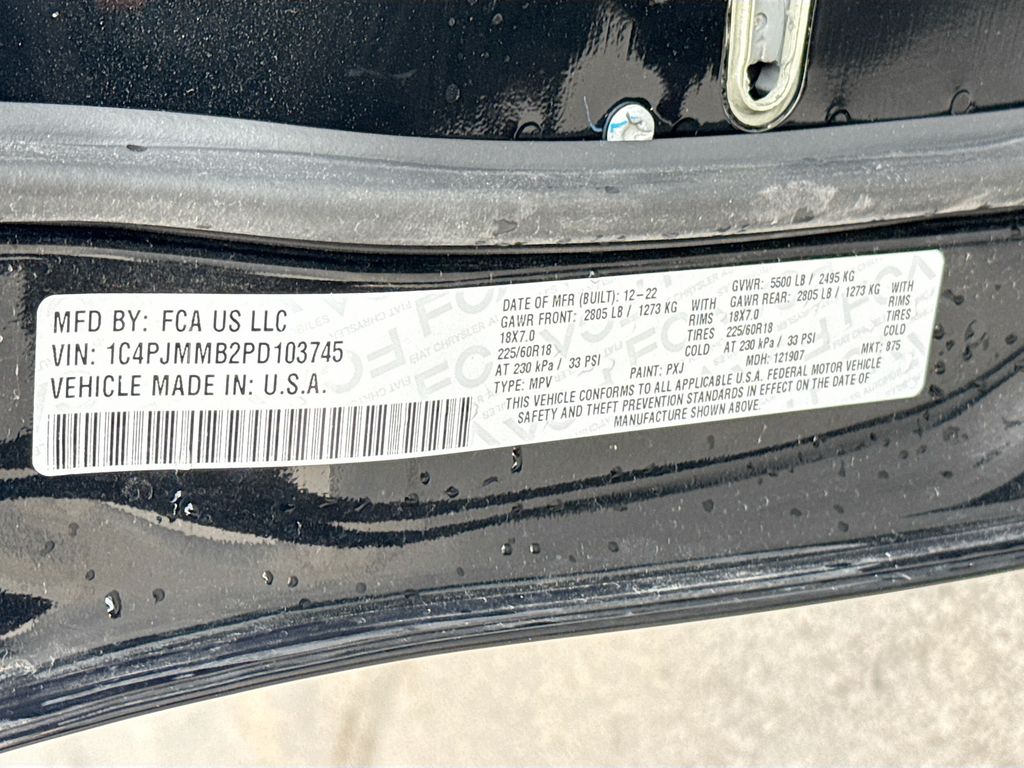 MFD BY: FCA US LLC
VIN: 1C4PJMMB2PD103745
VEHICLE MADE IN: U.S.A.
DATE OF MFR (BUILT): 12-22 GVWR: 5500 LB / 2495 KG
GAWR FRONT: 2805 LB / 1273 KG WITH GAWR REAR: 2805 LB / 1273 KG WITH
18X7.0 RIMS 18X7.0 RIMS
225/60R18 TIRES 225/60R18 TIRES
AT 230 kPa / 33 PSI COLD AT 230 kPa / 33 PSI COLD
TYPE: MPV PAINT: PXJ MDH: 121907 MKT: 875
THIS VEHICLE CONFORMS TO ALL APPLICABLE U.S.A. FEDERAL MOTOR VEHICLE
SAFETY AND THEFT PREVENTION STANDARDS IN EFFECT ON THE DATE OF
MANUFACTURE SHOWN ABOVE.